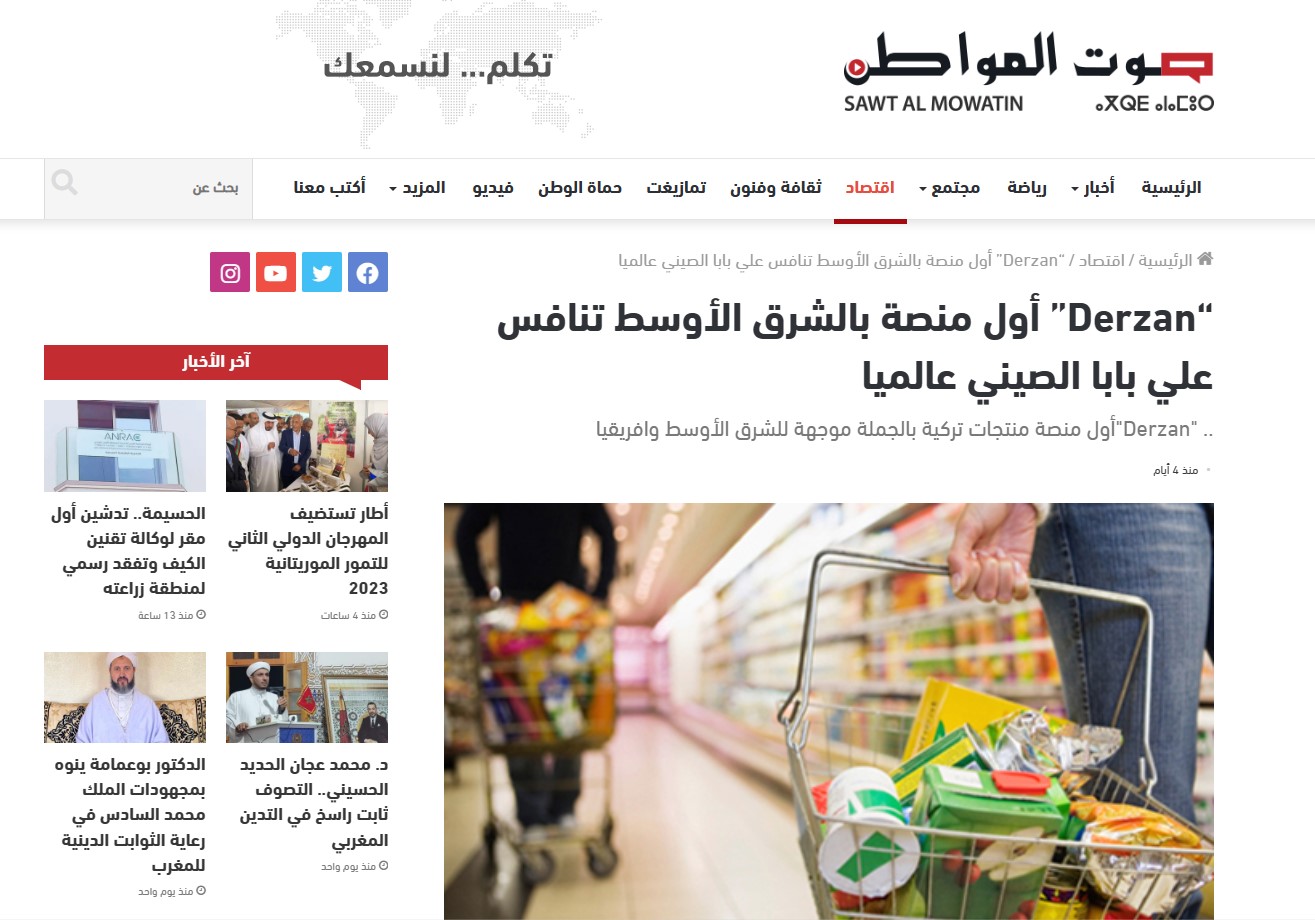 تكلم... لنسمعك
صوت المواطن
SAWT AL MOWATIN
ⵚⵓⵜ
الرئيسية
أخبار
رياضة
مجتمع
اقتصاد
ثقافة وفنون
تمازيغت
حماة الوطن
فيديو
المزيد
أكتب معنا
بحث عن
الرئيسية / اقتصاد / “Derzan” أول منصة بالشرق الأوسط تنافس علي بابا الصيني عالميا
“Derzan” أول منصة بالشرق الأوسط تنافس
علي بابا الصيني عالميا
.. "Derzan"أول منصة منتجات تركية بالجملة موجهة للشرق الأوسط وافريقيا
منذ 4 أيام
آخر الأخبار
أطار تستضيف
المهرجان الدولي الثاني
للتمور الموريتانية
2023
منذ 4 ساعات
ANRAC
الحسيمة.. تدشين أول
مقر لوكالة تقنين
الكيف وتفقد رسمي
لمنطقة زراعته
منذ 13 ساعة
د. محمد عجان الحديد
الحسيني.. التصوف
ثابت راسخ في التدين
المغربي
منذ يوم واحد
الدكتور بوعمامة ينوه
بمجهودات الملك
محمد السادس في
رعاية الثوابت الدينية
للمغرب
منذ يوم واحد